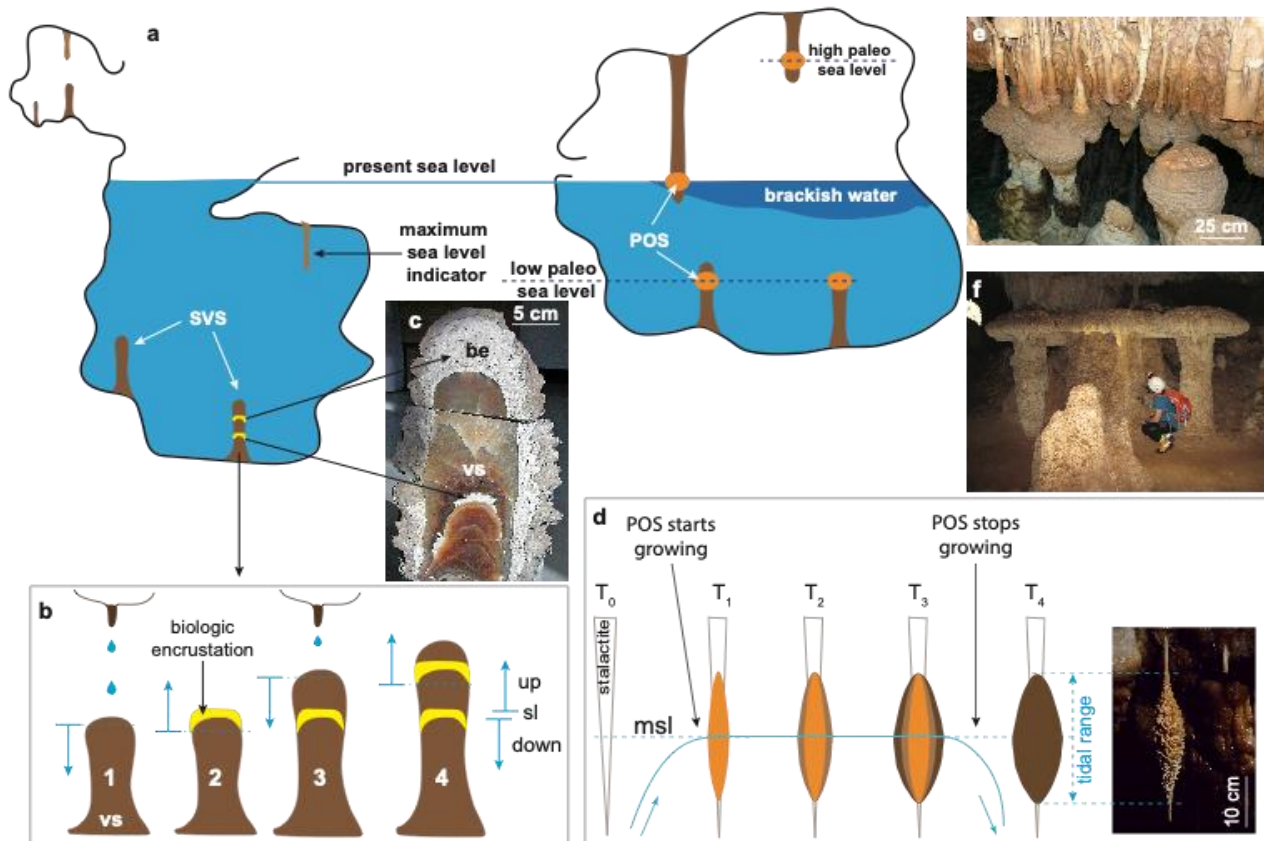 a
high paleo
sea level
present sea level
brackish water
maximum
sea level
indicator
POS
low paleo
sea level
SVS
c
5 cm
be
vs
e
25 cm
f
b
biologic
encrustation
up
sl
down
1
2
3
4
vs
d
POS starts
growing
POS stops
growing
T0
T1
T2
T3
T4
stalactite
msl
tidal range
10 cm